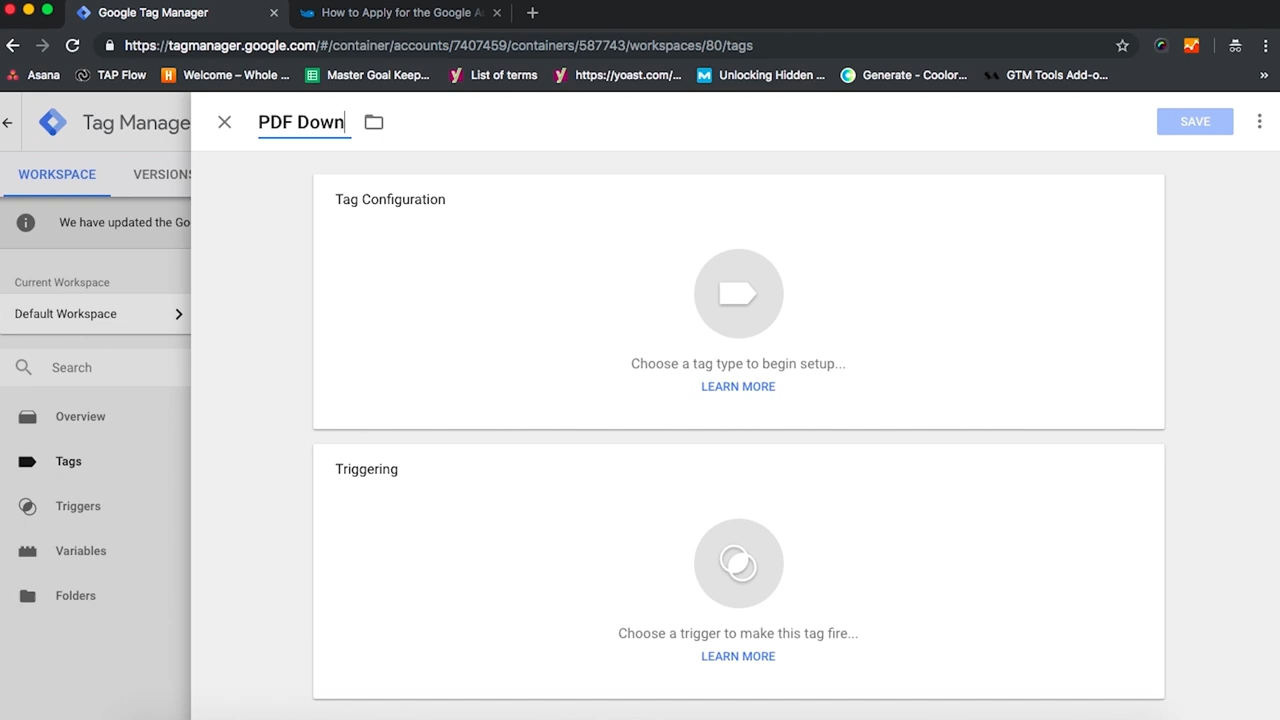 Google Tag Manager
How to Apply for the Google A
https://tagmanager.google.com/#/container/accounts/7407459/containers/587743/workspaces/80/tags
Asana
TAP Flow
Welcome – Whole ...
Master Goal Keep...
List of terms
https://yoast.com/...
Unlocking Hidden ...
Generate - Coolor...
GTM Tools Add-o...
»
Tag Manage
PDF Down
SAVE
WORKSPACE
VERSIONS
We have updated the Go
Current Workspace
Default Workspace
Search
Overview
Tags
Triggers
Variables
Folders
Tag Configuration
Choose a tag type to begin setup...
LEARN MORE
Triggering
Choose a trigger to make this tag fire...
LEARN MORE